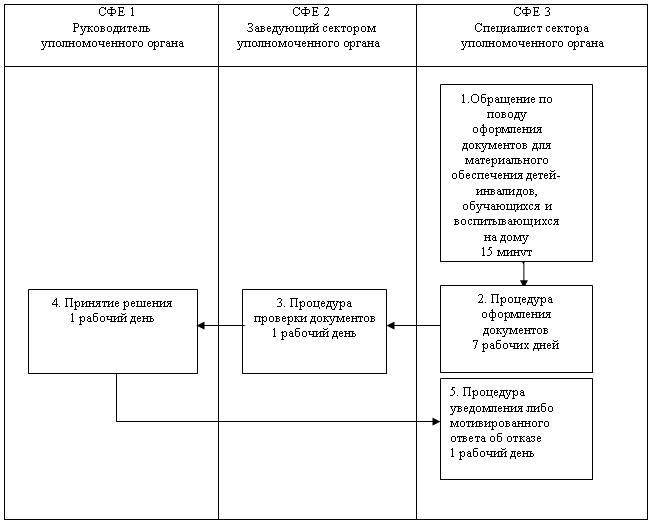 СФЕ 1
Руководитель
уполномоченного органа
СФЕ 2
Заведующий сектором
уполномоченного органа
СФЕ 3
Специалист сектора
уполномоченного органа
1.Обращение по
поводу
оформления
документов для
материального
обеспечения детей-
инвалидов,
обучающихся и
воспитывающихся
на дому
15 минут
2. Процедура
оформления
документов
7 рабочих дней
3. Процедура
проверки документов
1 рабочий день
4. Принятие решения
1 рабочий день
5. Процедура
уведомления либо
мотивированного
ответа об отказе
1 рабочий день